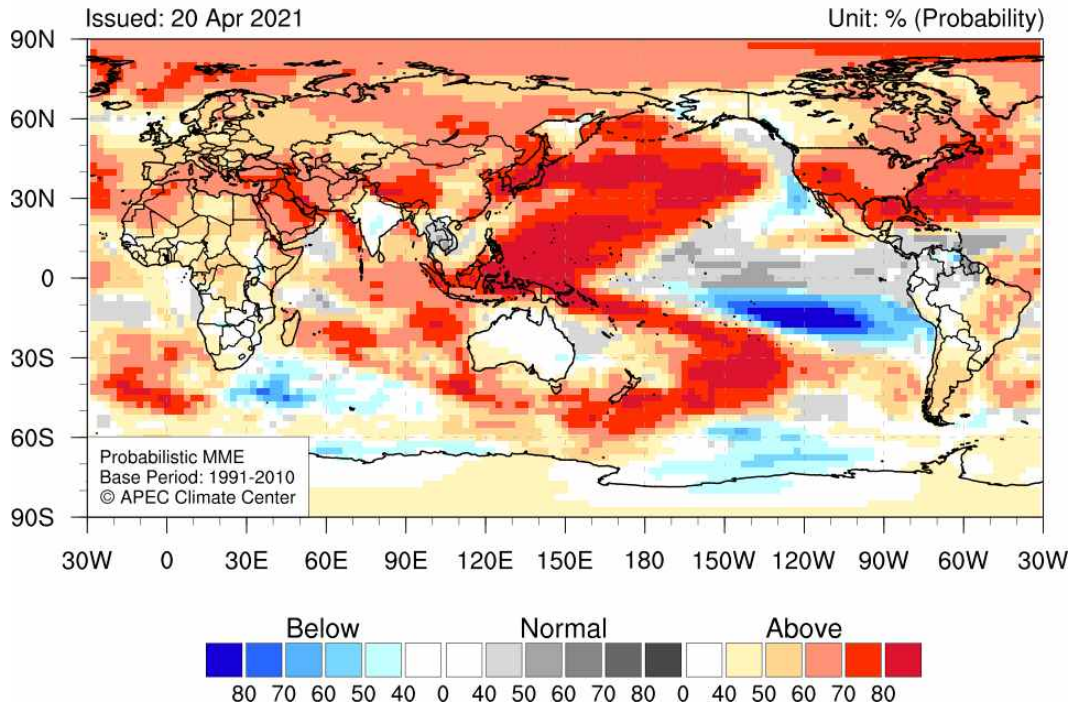 Issued: 20 Apr 2021 Unit: % (Probability)
90N
60N
30N
0
30S
60S
90S
Probabilistic MME
Base Period: 1991-2010
© APEC Climate Center
30W 0 30E 60E 90E 120E 150E 180 150W 120W 90W 60W 30W
Below Normal Above
80 70 60 50 40 0 40 50 60 70 80 0 40 50 60 70 80